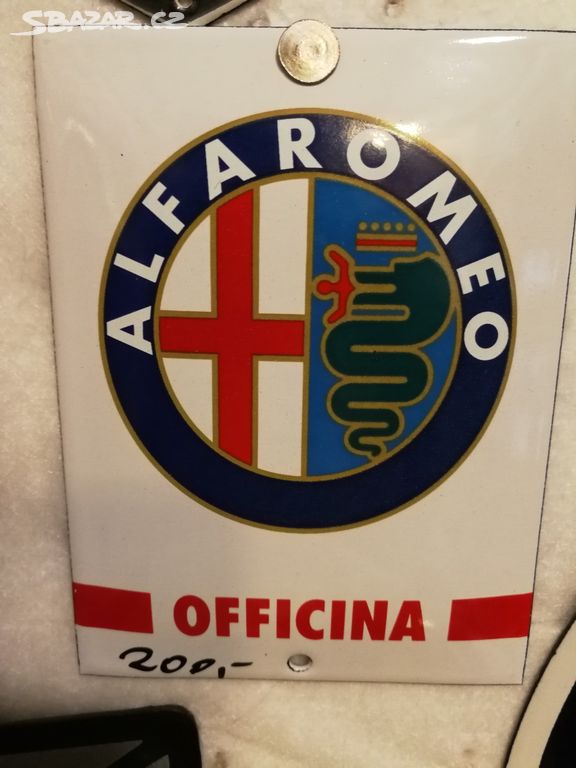 SBAZAR.CZ
ALFA ROMEO
OFFICINA
200,-